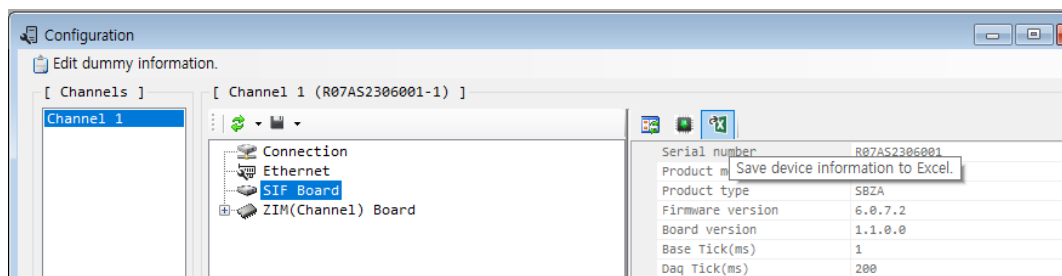 Configuration
Edit dummy information.
[ Channels ]
[ Channel 1 (R07AS2306001-1) ]
Channel 1
Connection
Ethernet
SIF Board
ZIM(Channel) Board
Serial number R07AS2306001
Product
Save device information to Excel.
Product type SBZA
Firmware version 6.0.7.2
Board version 1.1.0.0
Base Tick(ms) 1
Daq Tick(ms) 200